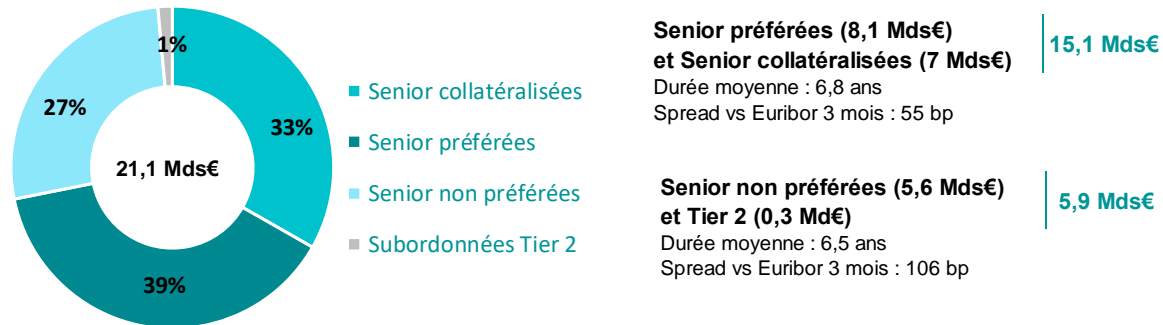 1%
27%
33%
21,1 Mds€
39%
Senior collatéralisées
Senior préférées
Senior non préférées
Subordonnées Tier 2
Senior préférées (8,1 Mds€)
et Senior collatéralisées (7 Mds€)
Durée moyenne : 6,8 ans
Spread vs Euribor 3 mois : 55 bp
15,1 Mds€
Senior non préférées (5,6 Mds€)
et Tier 2 (0,3 Md€)
Durée moyenne : 6,5 ans
Spread vs Euribor 3 mois : 106 bp
5,9 Mds€